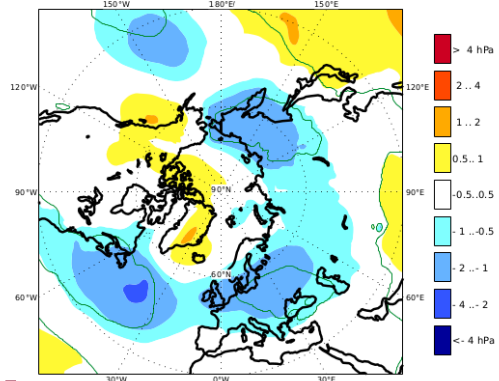 150°W 180°E 150°E
120°W 120°E
90°W 90°N 90°E
60°W 60°N 60°E
30°W 0°E 30°E
> 4 hPa
2 .. 4
1 .. 2
0.5.. 1
-0.5..0.5
-1 ..-0.5
- 2 ..- 1
-4 ..- 2
<- 4 hPa